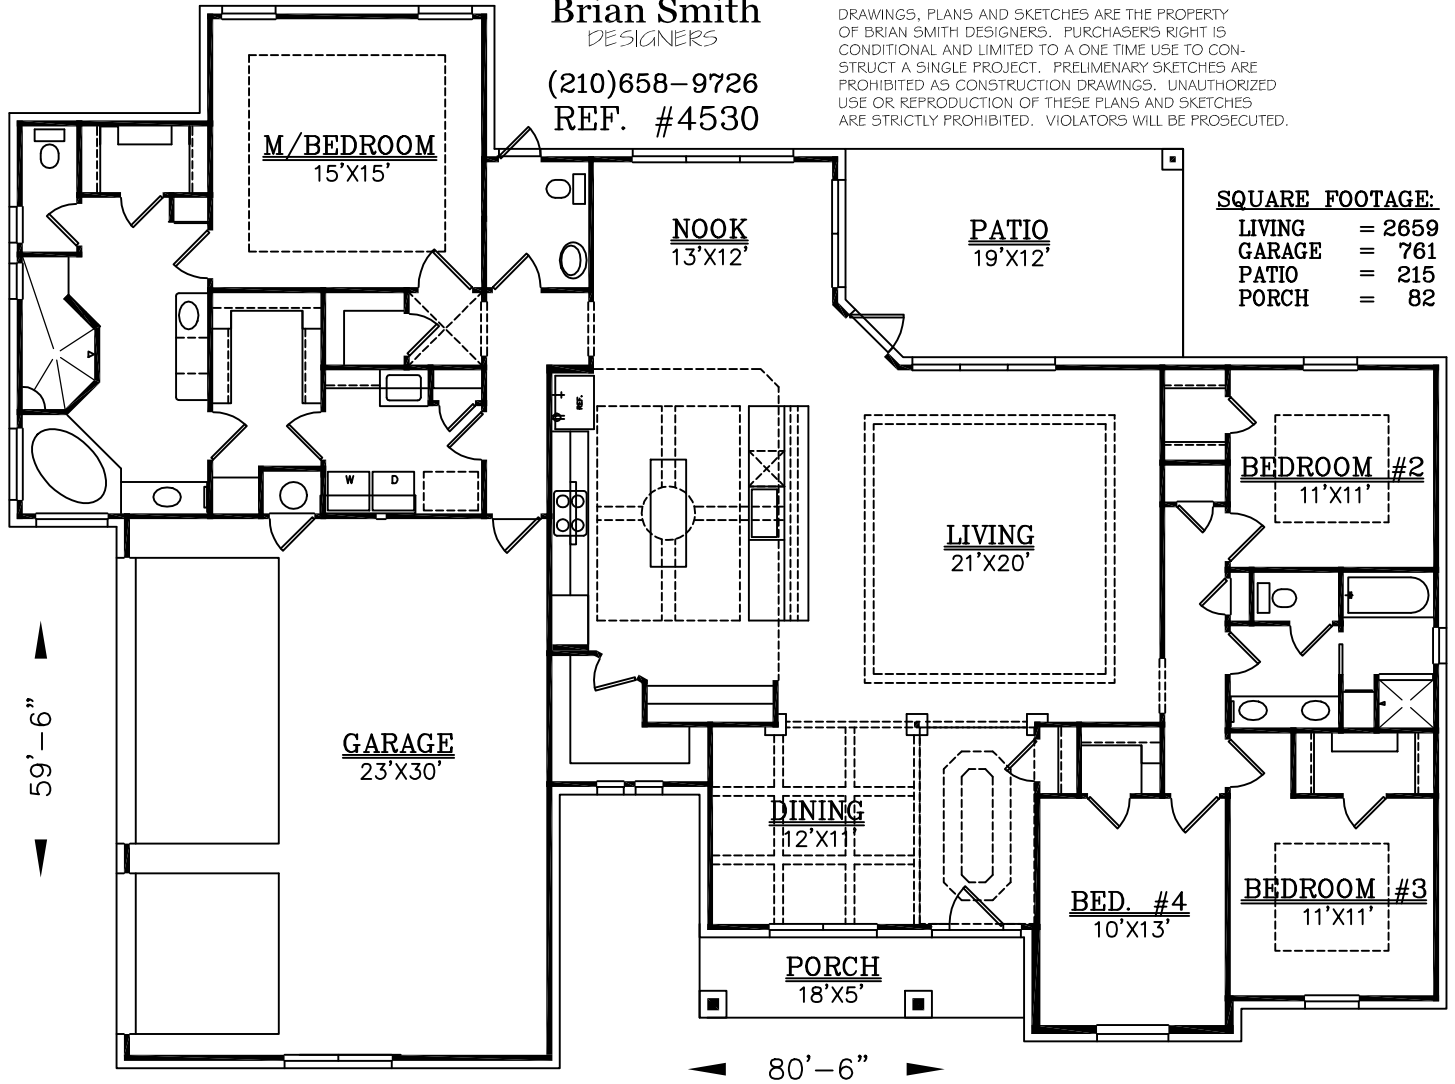 Brian Smith
DESIGNERS
(210)658-9726
REF. #4530
DRAWINGS, PLANS AND SKETCHES ARE THE PROPERTY
OF BRIAN SMITH DESIGNERS. PURCHASER'S RIGHT IS
CONDITIONAL AND LIMITED TO A ONE TIME USE TO CON-
STRUCT A SINGLE PROJECT. PRELIMENARY SKETCHES ARE
PROHIBITED AS CONSTRUCTION DRAWINGS. UNAUTHORIZED
USE OR REPRODUCTION OF THESE PLANS AND SKETCHES
ARE STRICTLY PROHIBITED. VIOLATORS WILL BE PROSECUTED.
M/BEDROOM
15'X15'
NOOK
13'X12'
PATIO
19'X12'
SQUARE FOOTAGE:
LIVING = 2659
GARAGE = 761
PATIO = 215
PORCH = 82
REF.
W
D
BEDROOM #2
11'X11'
LIVING
21'X20'
GARAGE
23'X30'
59'-6"
DINING
12'X11'
BED. #4
10'X13'
BEDROOM #3
11'X11'
PORCH
18'X5'
80'-6"